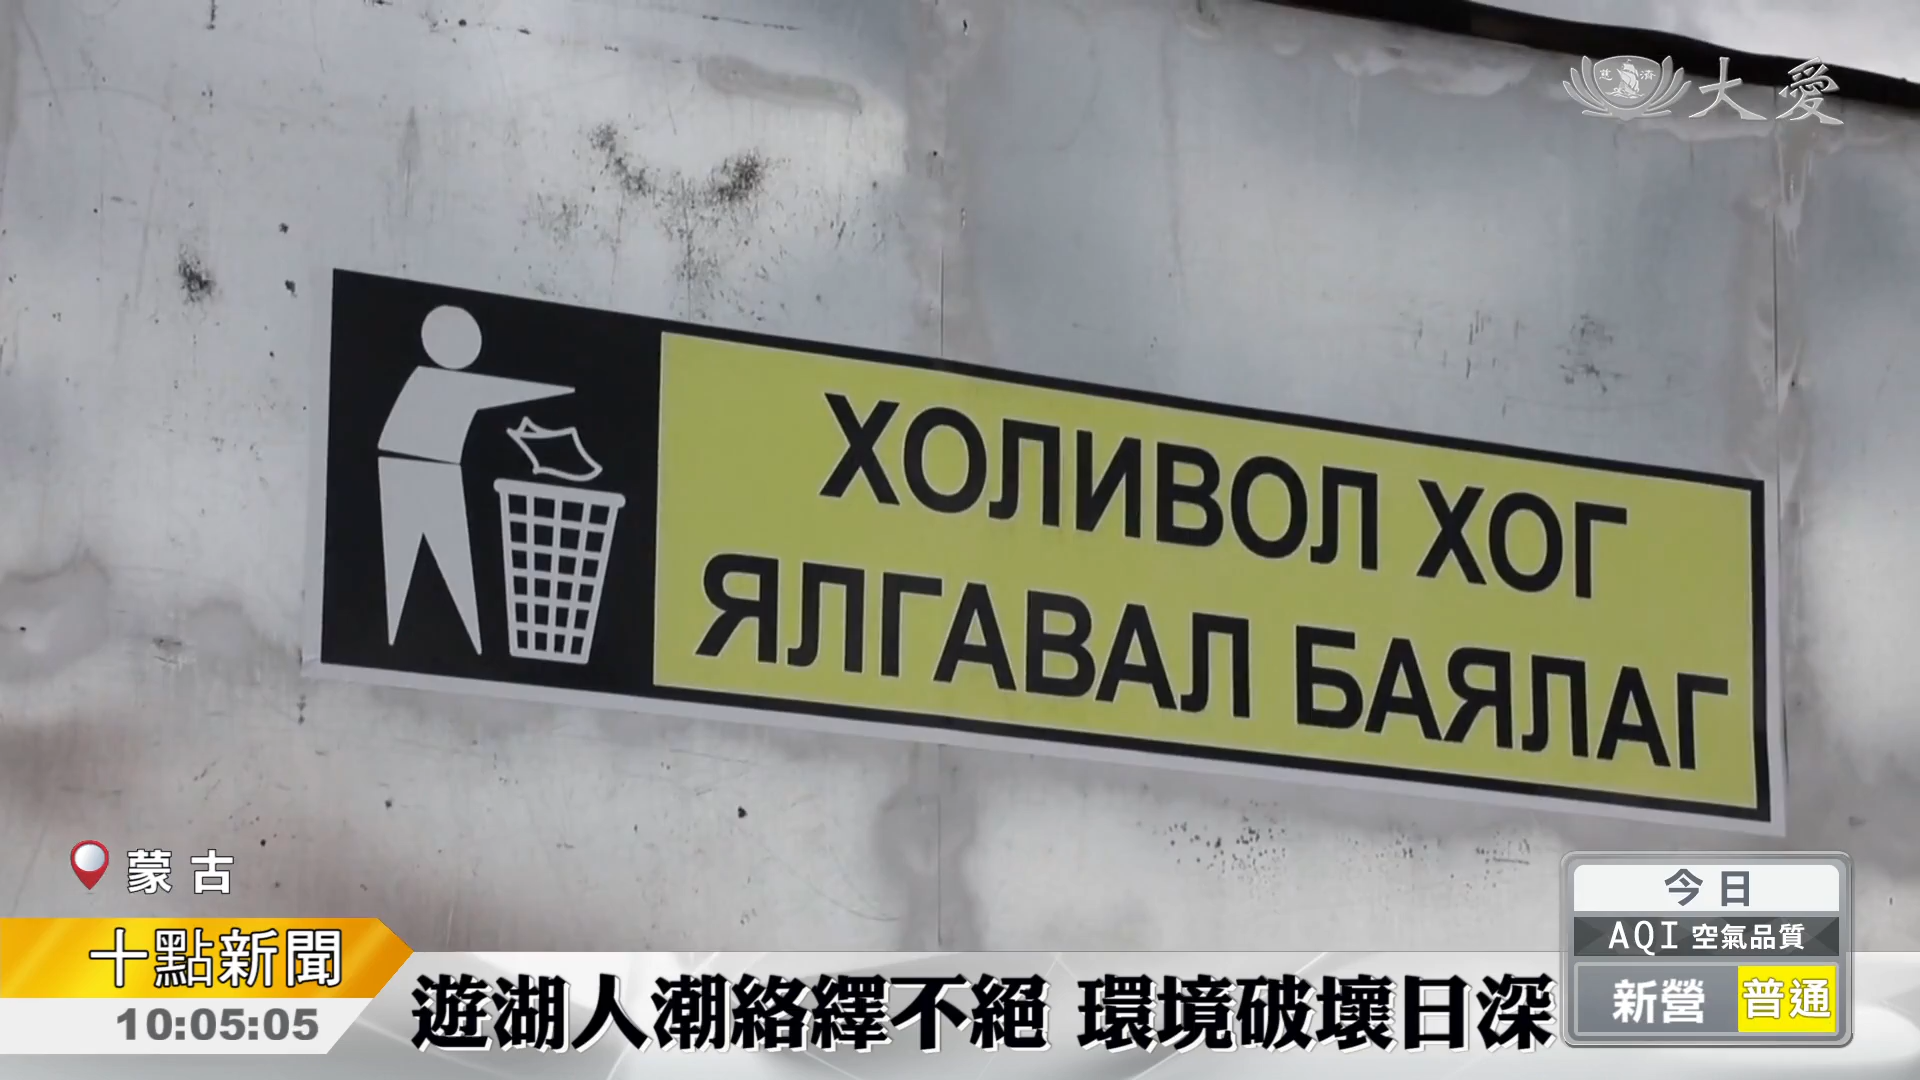 慈濟
大愛
ХОЛИВОЛ ХОГ
ЯЛГАВАЛ БАЯЛАГ
蒙古
十點新聞
10:05:05
遊湖人潮絡繹不絕 環境破壞日深
今日
AQI 空氣品質
新營 普通